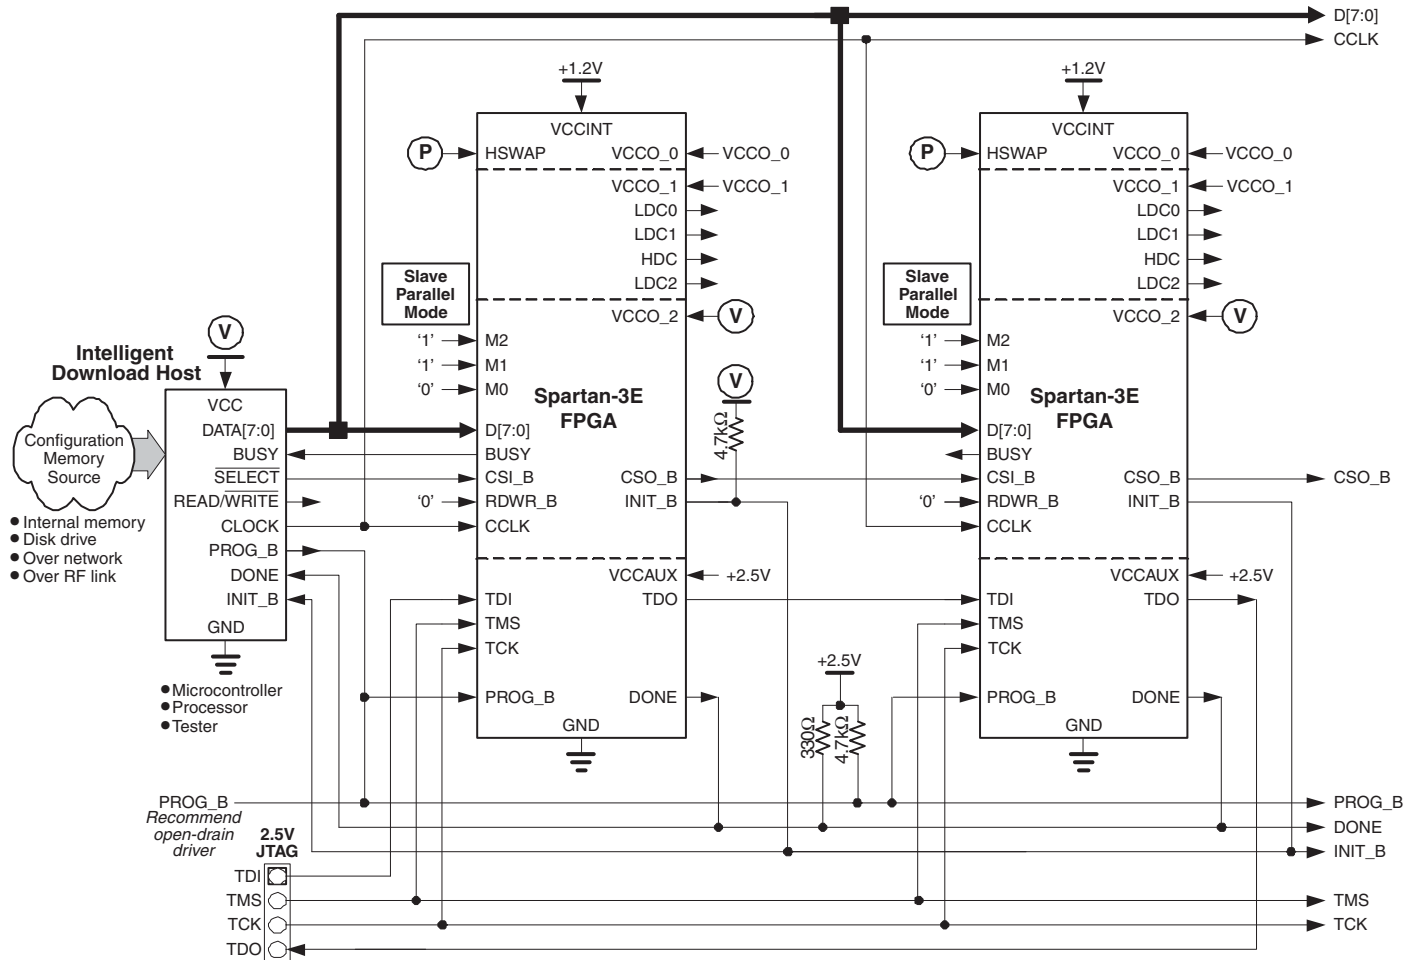 D[7:0]
CCLK
+1.2V
+1.2V
VCCINT
P
HSWAP
VCCO_0
VCCO_0
VCCO_1
VCCO_1
LDC0
LDC1
HDC
LDC2
Slave
Parallel
Mode
VCCO_2
V
'1'
M2
'1'
M1
'0'
M0
Spartan-3E
FPGA
D[7:0]
BUSY
CSI_B
CSO_B
'0'
RDWR_B
INIT_B
CCLK
VCCAUX
+2.5V
TDI
TDO
TMS
TCK
PROG_B
DONE
GND
V
4.7kΩ
VCCINT
P
HSWAP
VCCO_0
VCCO_0
VCCO_1
VCCO_1
LDC0
LDC1
HDC
LDC2
Slave
Parallel
Mode
VCCO_2
V
'1'
M2
'1'
M1
'0'
M0
Spartan-3E
FPGA
D[7:0]
BUSY
CSI_B
CSO_B
CSO_B
'0'
RDWR_B
INIT_B
CCLK
VCCAUX
+2.5V
TDI
TDO
TMS
TCK
PROG_B
DONE
GND
V
Intelligent
Download Host
Configuration
Memory
Source
VCC
DATA[7:0]
BUSY
SELECT
READ/WRITE
CLOCK
PROG_B
DONE
INIT_B
GND
● Internal memory
● Disk drive
● Over network
● Over RF link
● Microcontroller
● Processor
● Tester
+2.5V
330Ω
4.7kΩ
PROG_B
Recommend
open-drain
driver
PROG_B
DONE
INIT_B
2.5V
JTAG
TDI
TMS
TMS
TCK
TCK
TDO